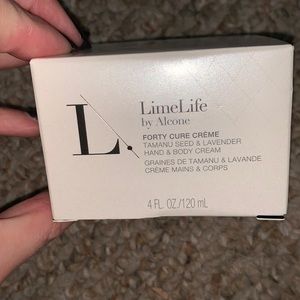 L
LimeLife
by Alcone
FORTY CURE CRÈME
TAMANU SEED & LAVENDER
HAND & BODY CREAM
GRAINES DE TAMANU & LAVANDE
CRÈME MAINS & CORPS
4 FL. OZ./120 mL